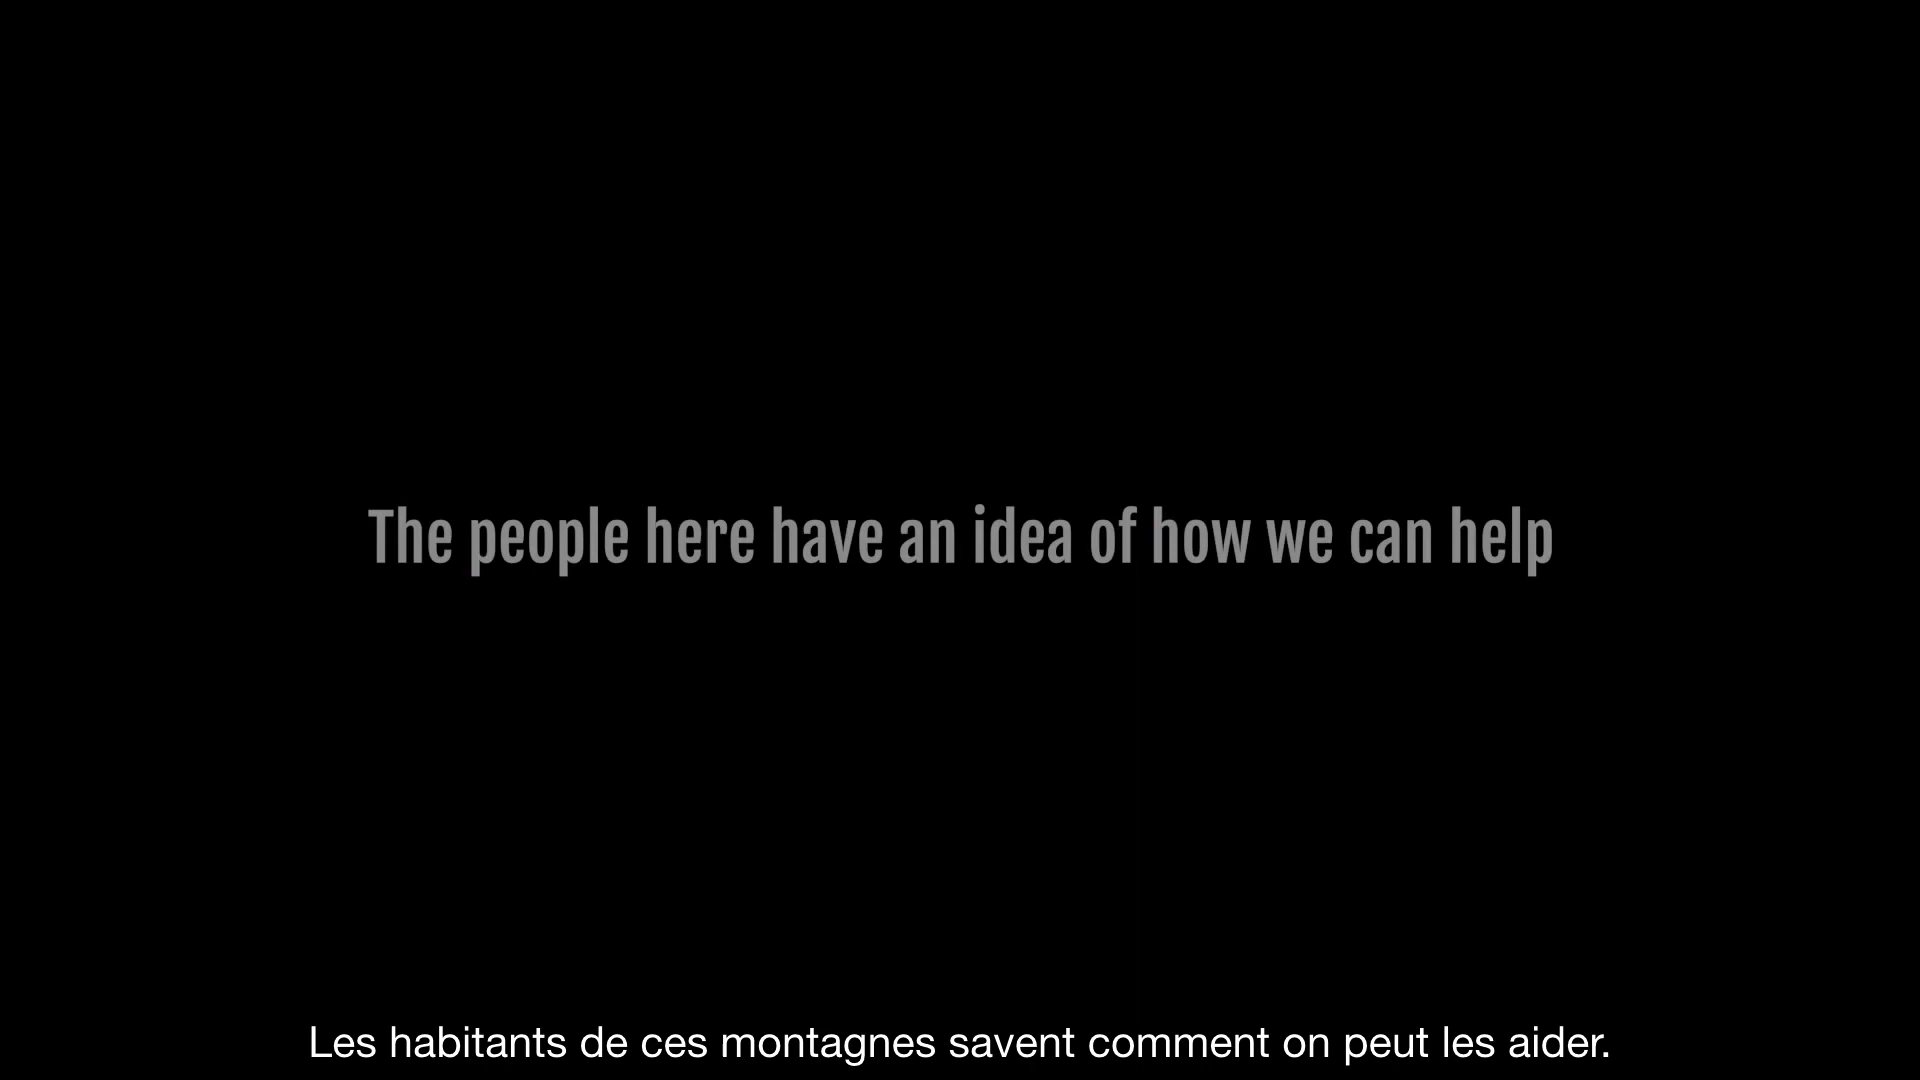 The people here have an idea of how we can help
Les habitants de ces montagnes savent comment on peut les aider.